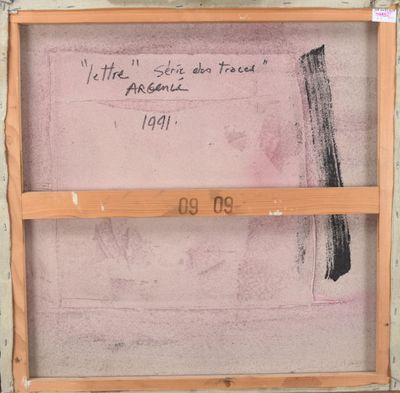 "lettre" Série des traces"
ARGENCE
1991.
09 09